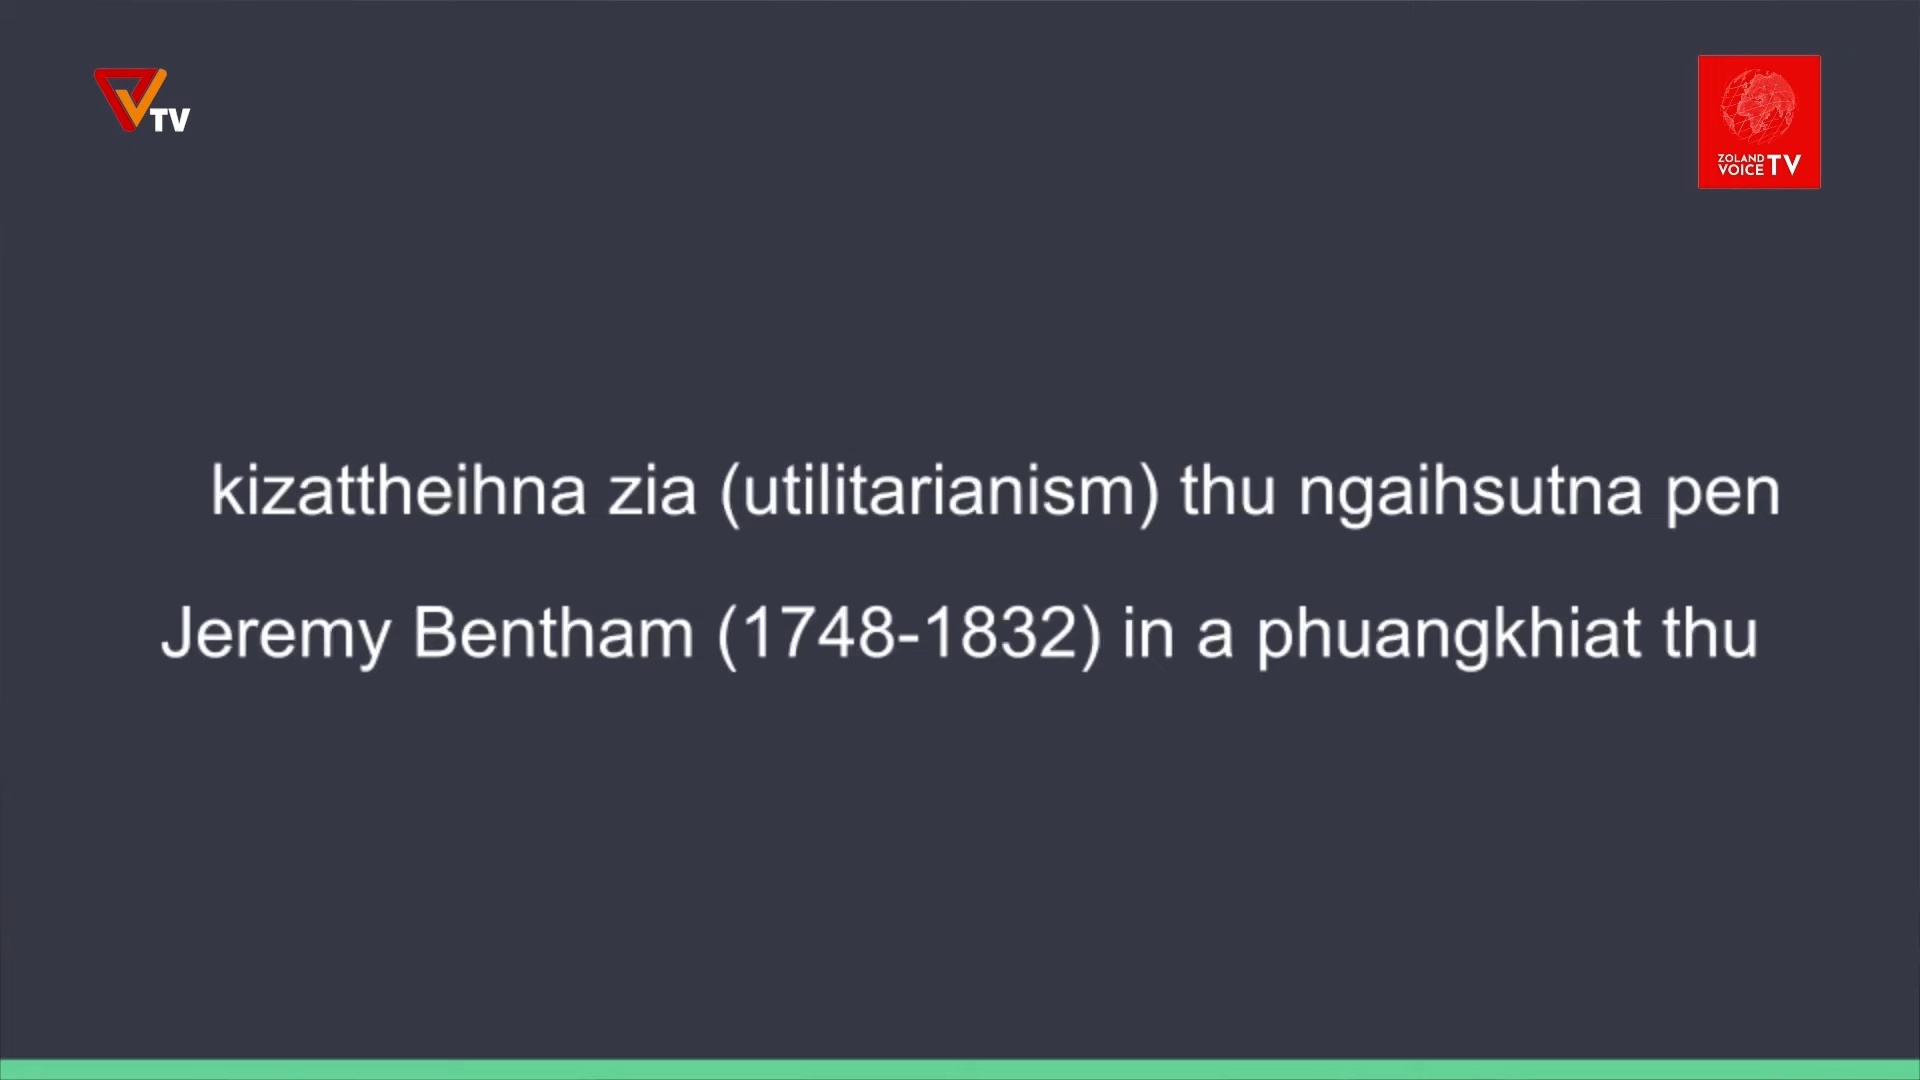 TV
ZOLAND
VOICE TV
kizattheihna zia (utilitarianism) thu ngaihsutna pen
Jeremy Bentham (1748-1832) in a phuangkhiat thu